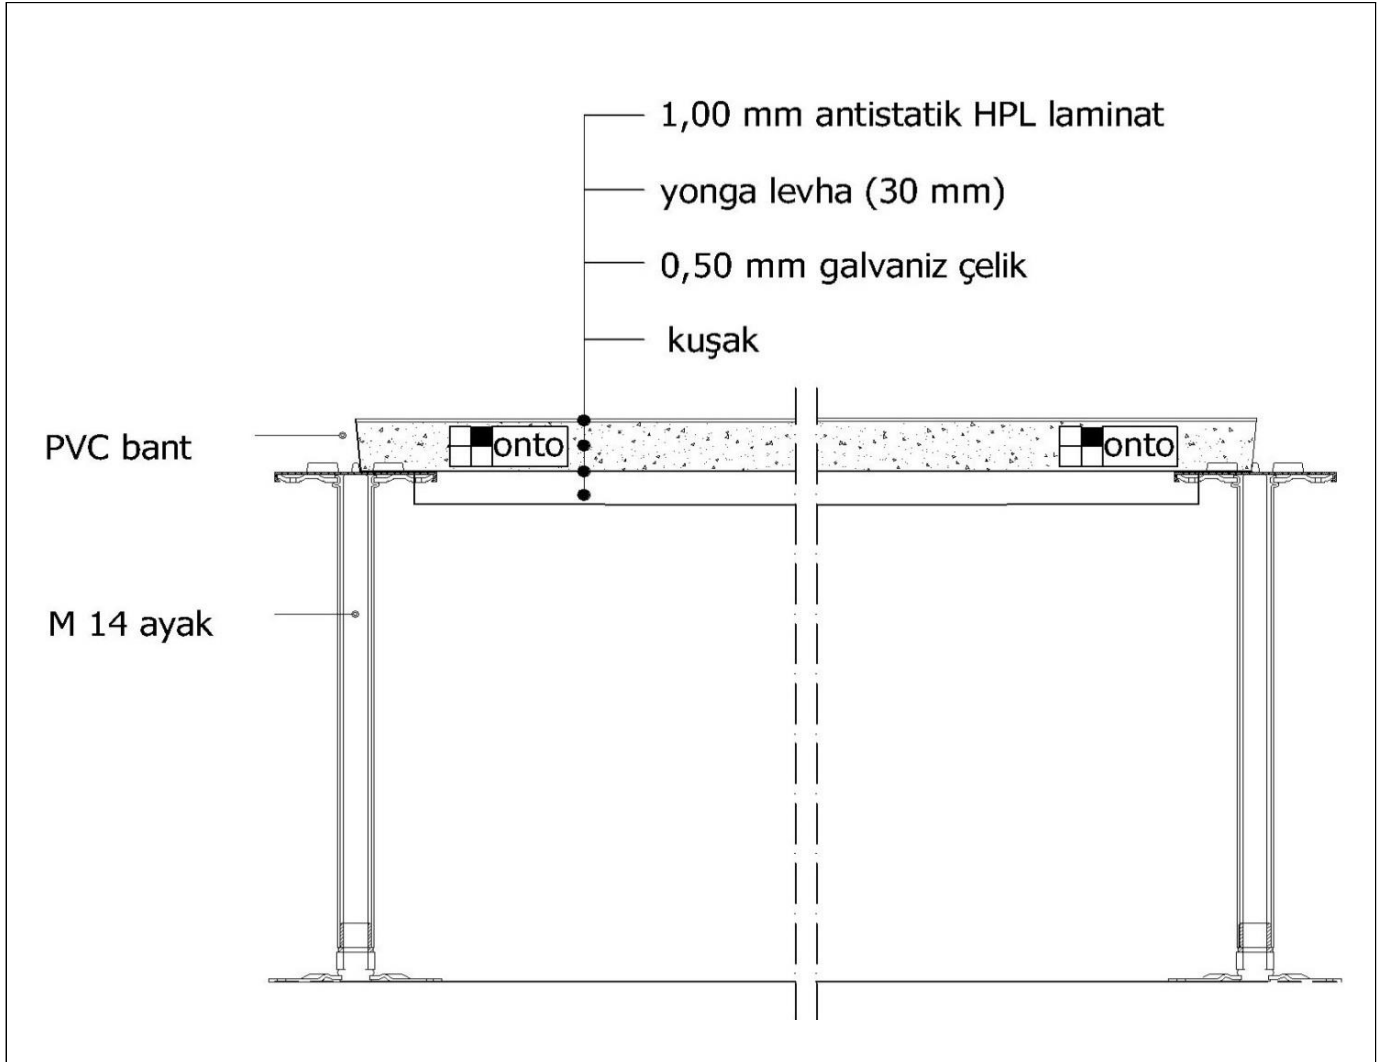 1,00 mm antistatik HPL laminat
yonga levha (30 mm)
0,50 mm galvaniz çelik
kuşak
PVC bant
onto
onto
M 14 ayak